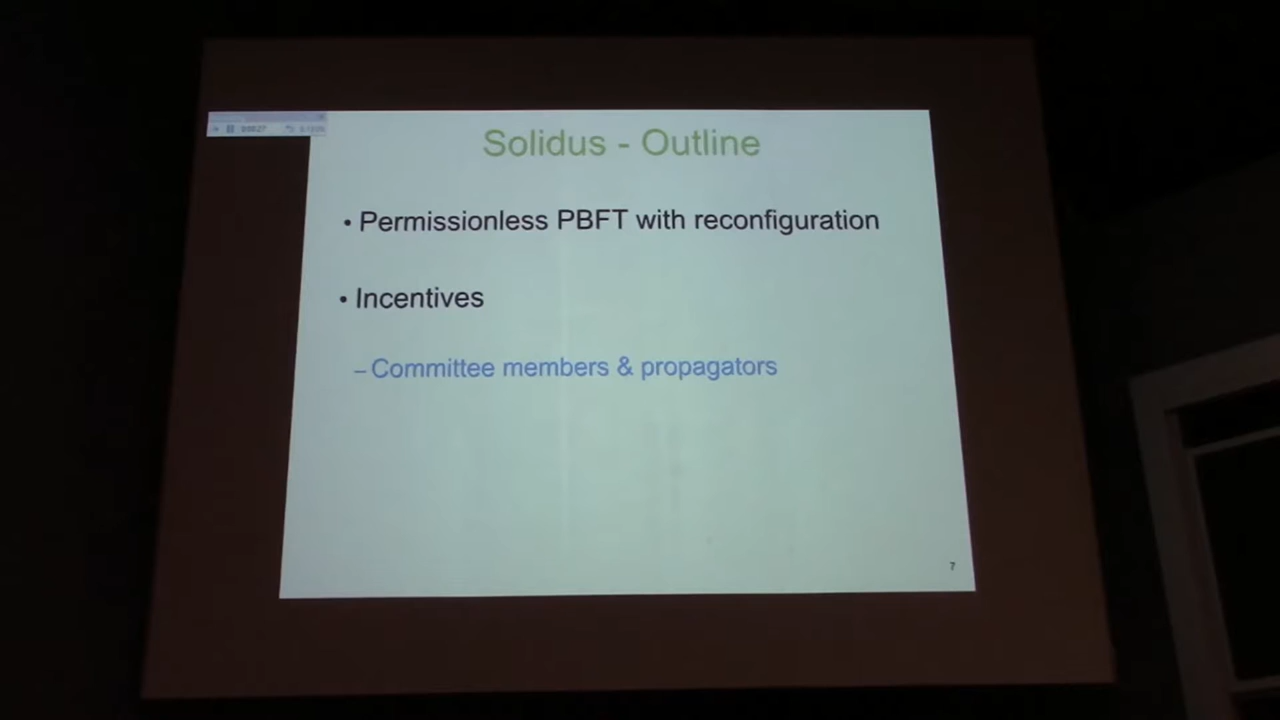 Solidus - Outline
• Permissionless PBFT with reconfiguration
• Incentives
– Committee members & propagators
7